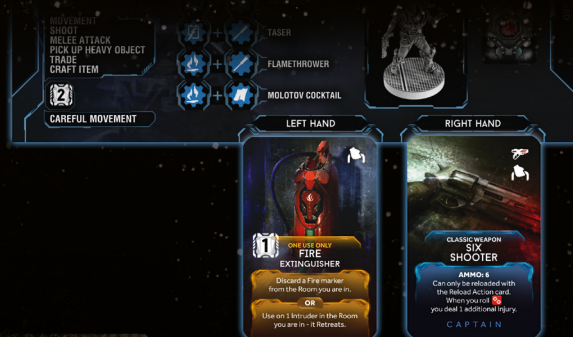 MOVEMENT
SHOOT
MELEE ATTACK
PICK UP HEAVY OBJECT
TRADE
CRAFT ITEM
2
CAREFUL MOVEMENT
+ TASER
+ FLAMETHROWER
+ MOLOTOV COCKTAIL
LEFT HAND
1
ONE USE ONLY
FIRE
EXTINGUISHER
Discard a Fire marker
from the Room you are in.
OR
Use on 1 Intruder in the Room
you are in - it Retreats.
RIGHT HAND
CLASSIC WEAPON
SIX
SHOOTER
AMMO: 6
Can only be reloaded with
the Reload Action card.
When you roll
you deal 1 additional Injury.
CAPTAIN